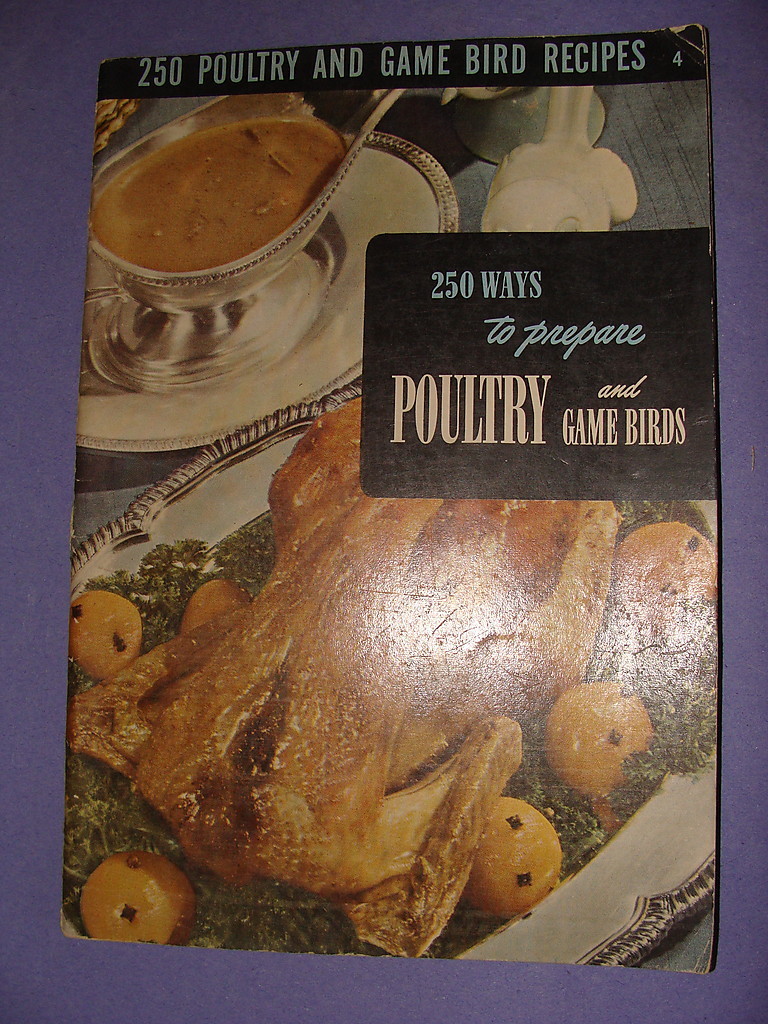 250 POULTRY AND GAME BIRD RECIPES 4
250 WAYS
to prepare
POULTRY and
GAME BIRDS